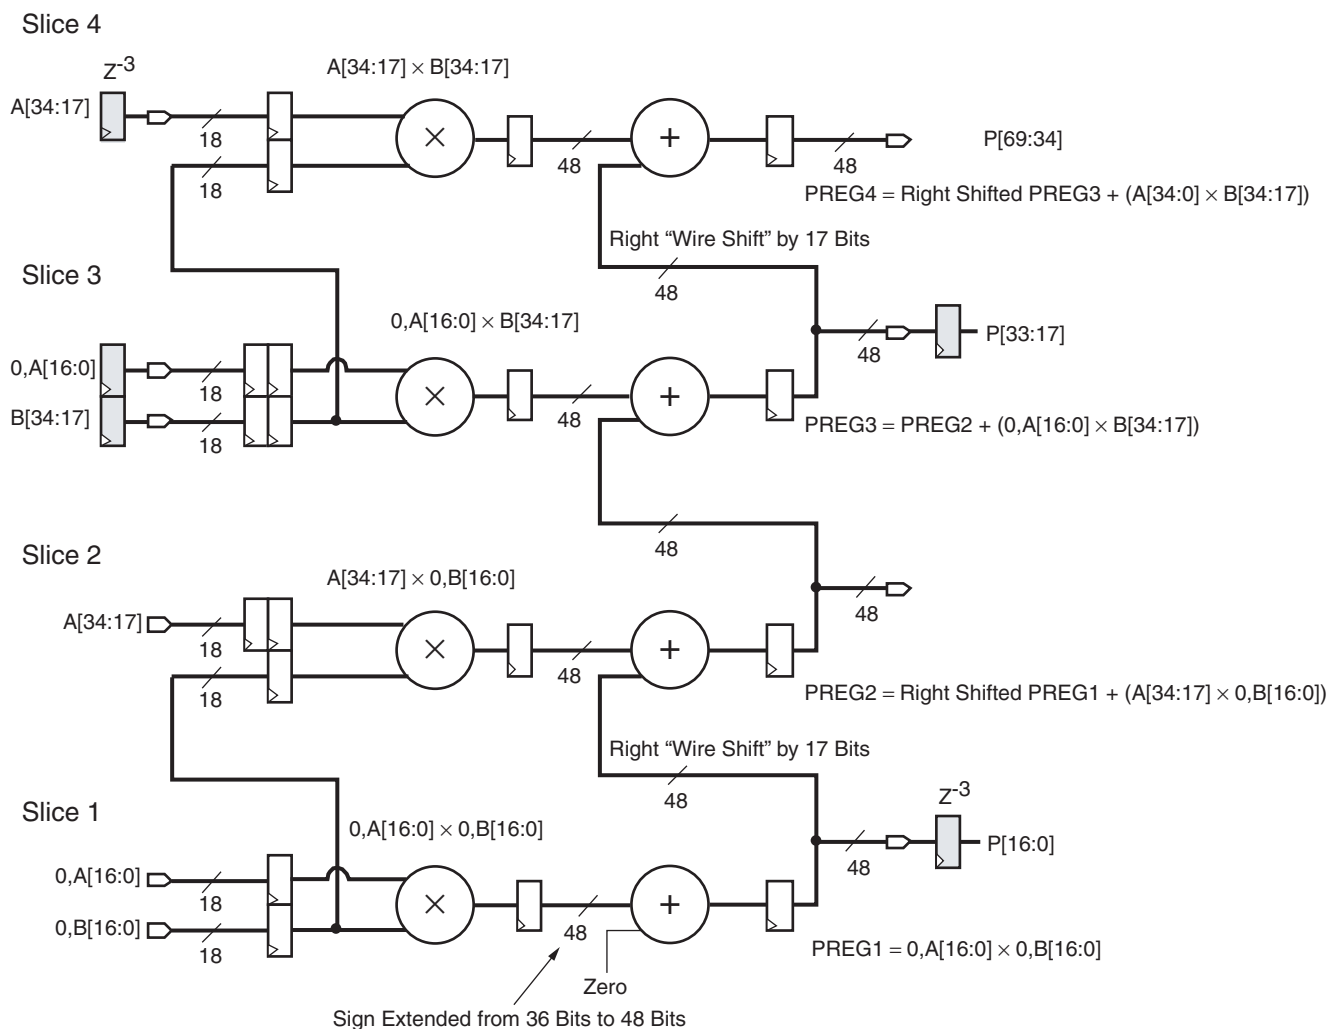 Slice 4
Z-3
A[34:17] × B[34:17]
A[34:17]
18
18
×
48
+
48
P[69:34]
PREG4 = Right Shifted PREG3 + (A[34:0] × B[34:17])
Right “Wire Shift” by 17 Bits
48
Slice 3
0,A[16:0] × B[34:17]
0,A[16:0]
B[34:17]
18
18
×
48
+
48
P[33:17]
PREG3 = PREG2 + (0,A[16:0] × B[34:17])
48
Slice 2
A[34:17] × 0,B[16:0]
A[34:17]
18
18
×
48
+
48
PREG2 = Right Shifted PREG1 + (A[34:17] × 0,B[16:0])
Right “Wire Shift” by 17 Bits
48
Slice 1
Z-3
0,A[16:0] × 0,B[16:0]
48
P[16:0]
0,A[16:0]
0,B[16:0]
18
18
×
48
+
PREG1 = 0,A[16:0] × 0,B[16:0]
Zero
Sign Extended from 36 Bits to 48 Bits